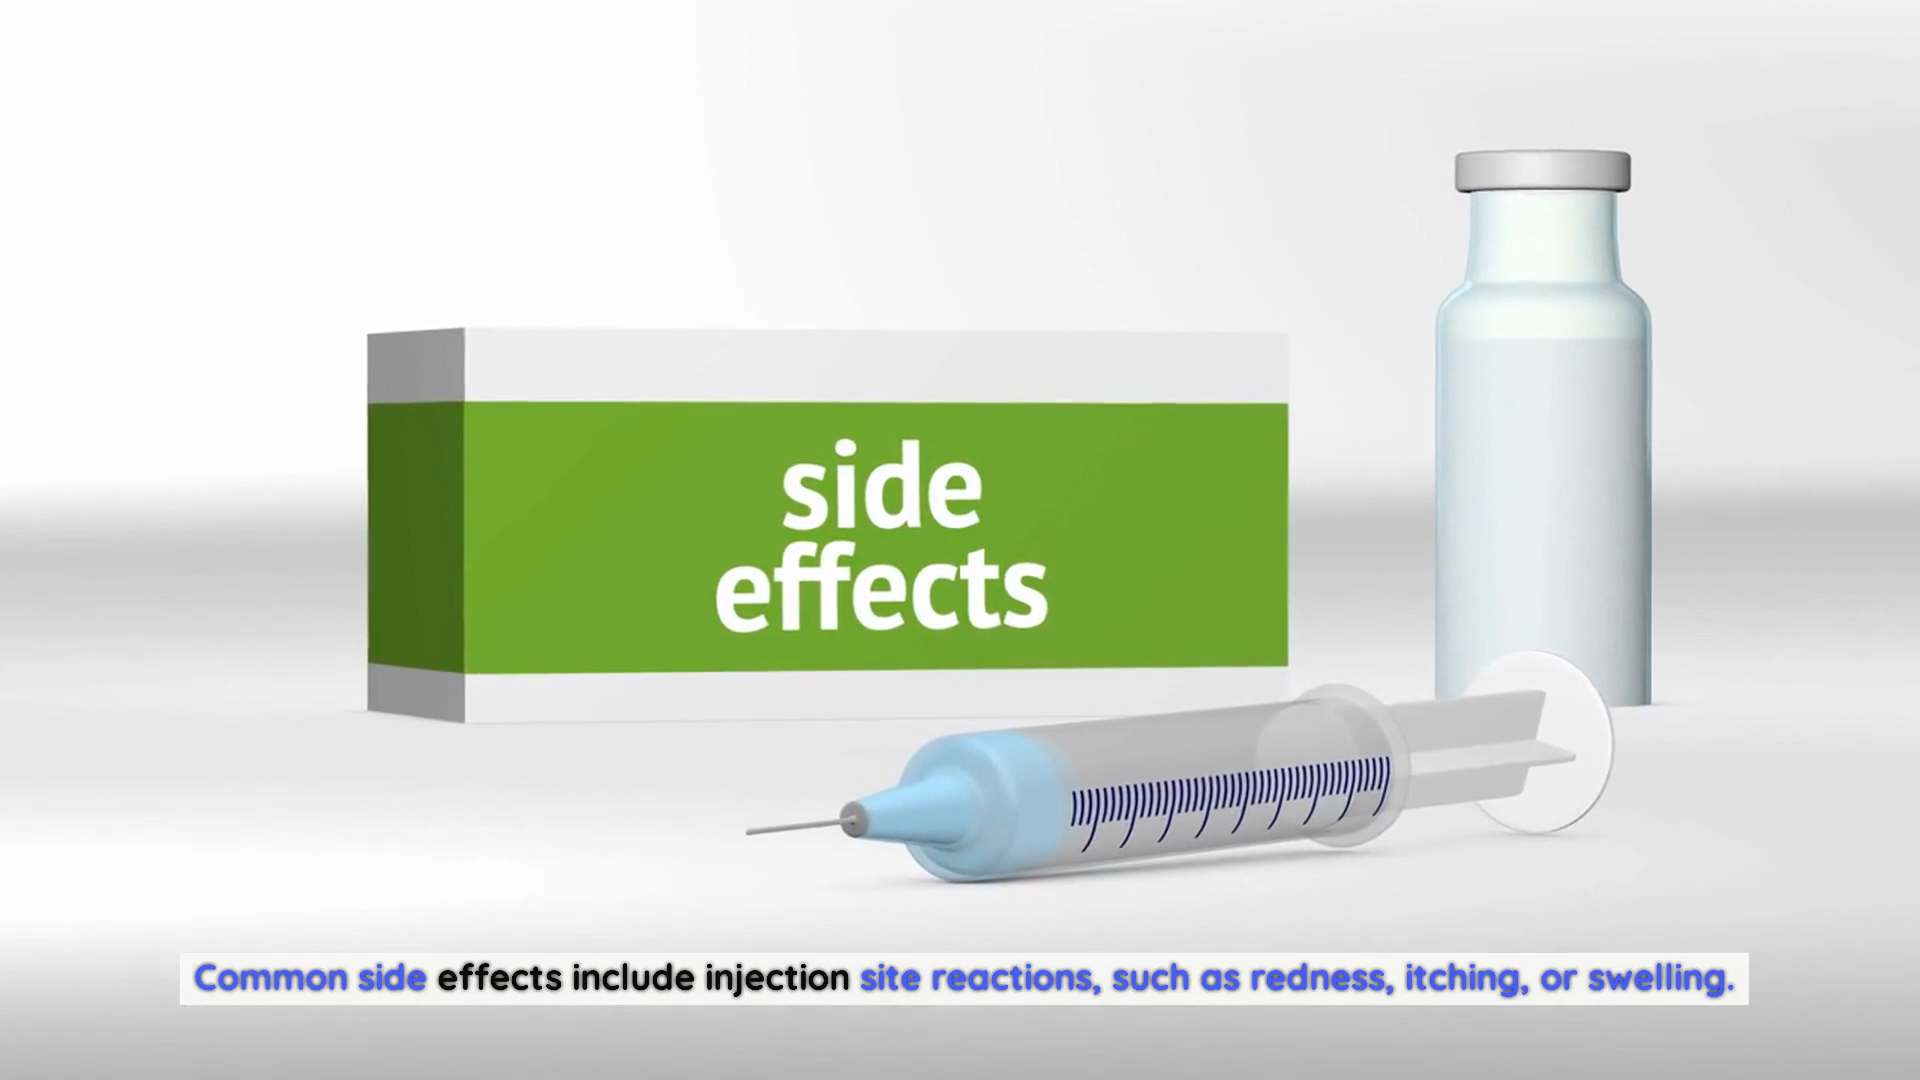 side
effects
Common side effects include injection site reactions, such as redness, itching, or swelling.